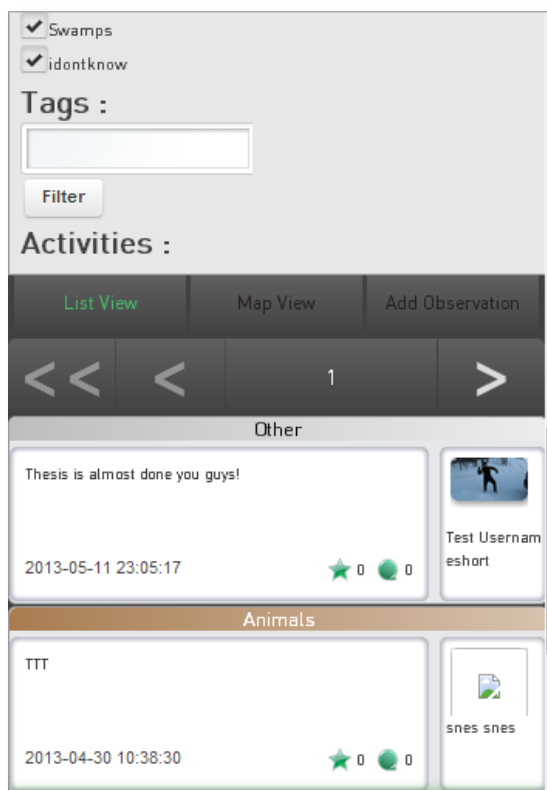 Swamps
idontknow
Tags :
Filter
Activities :
List View Map View Add Observation
<< < 1 >
Other
Thesis is almost done you guys!
Test Usernam
eshort
2013-05-11 23:05:17 0 0
Animals
TTT
snes snes
2013-04-30 10:38:30 0 0